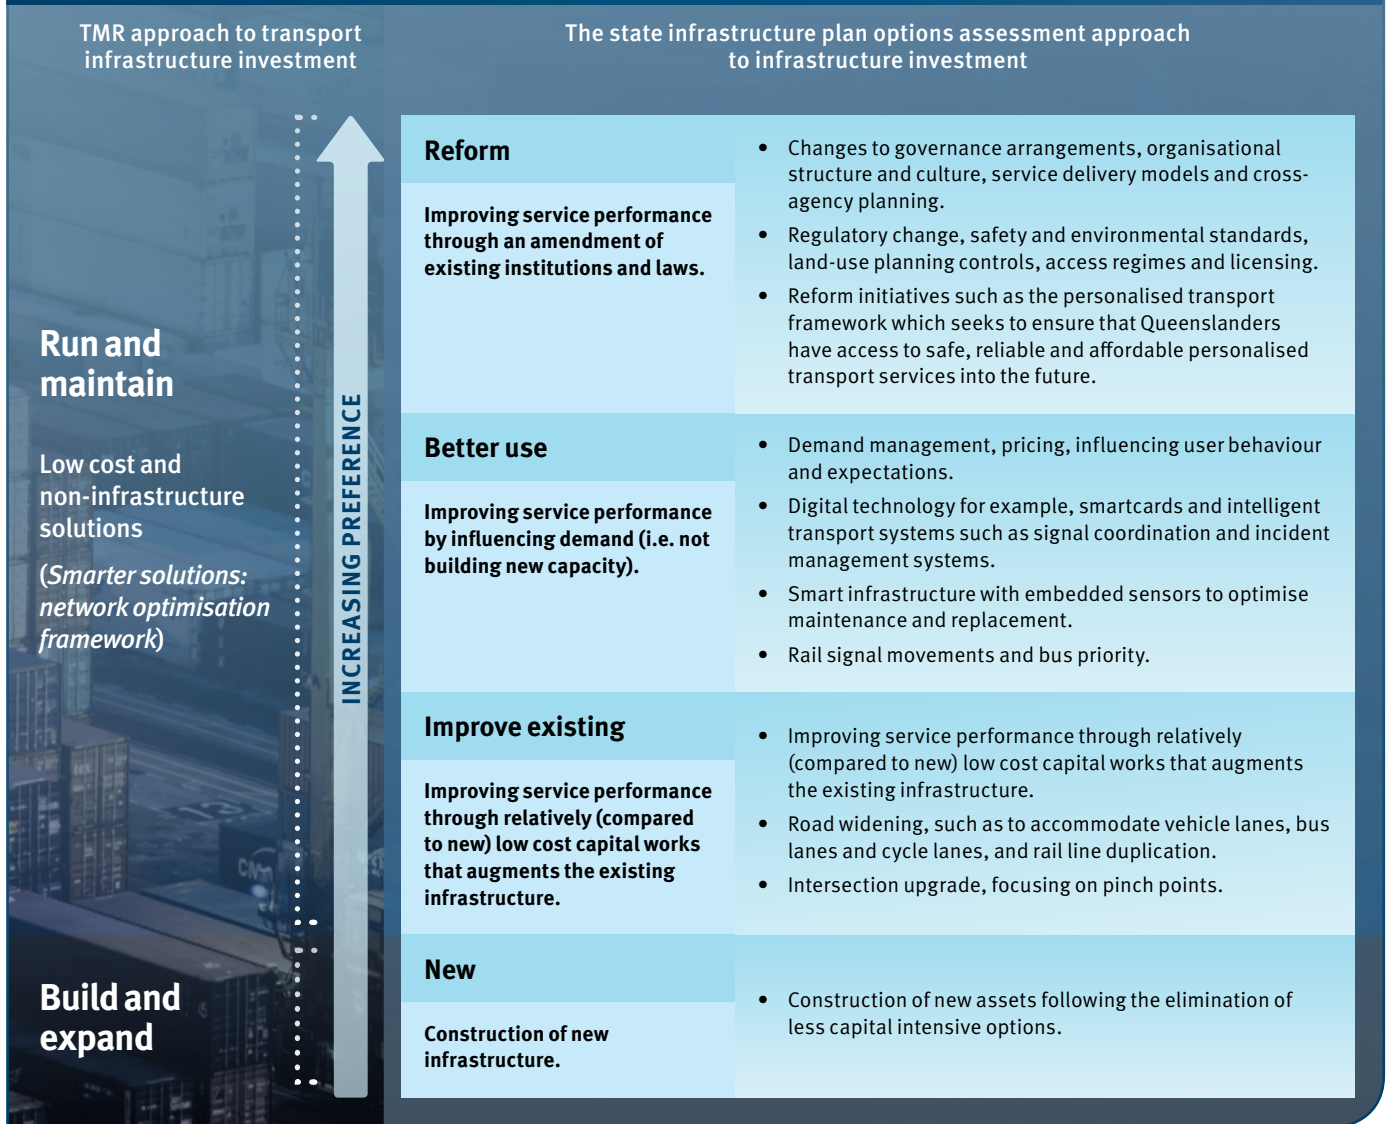 TMR approach to transport
infrastructure investment
The state infrastructure plan options assessment approach
to infrastructure investment
Run and
maintain
Low cost and
non-infrastructure
solutions
(Smarter solutions:
network optimisation
framework)
Build and
expand
INCREASING PREFERENCE
Reform
Improving service performance
through an amendment of
existing institutions and laws.
• Changes to governance arrangements, organisational
structure and culture, service delivery models and cross-
agency planning.
• Regulatory change, safety and environmental standards,
land-use planning controls, access regimes and licensing.
• Reform initiatives such as the personalised transport
framework which seeks to ensure that Queenslanders
have access to safe, reliable and affordable personalised
transport services into the future.
Better use
Improving service performance
by influencing demand (i.e. not
building new capacity).
• Demand management, pricing, influencing user behaviour
and expectations.
• Digital technology for example, smartcards and intelligent
transport systems such as signal coordination and incident
management systems.
• Smart infrastructure with embedded sensors to optimise
maintenance and replacement.
• Rail signal movements and bus priority.
Improve existing
Improving service performance
through relatively (compared
to new) low cost capital works
that augments the existing
infrastructure.
• Improving service performance through relatively
(compared to new) low cost capital works that augments
the existing infrastructure.
• Road widening, such as to accommodate vehicle lanes, bus
lanes and cycle lanes, and rail line duplication.
• Intersection upgrade, focusing on pinch points.
New
Construction of new
infrastructure.
• Construction of new assets following the elimination of
less capital intensive options.